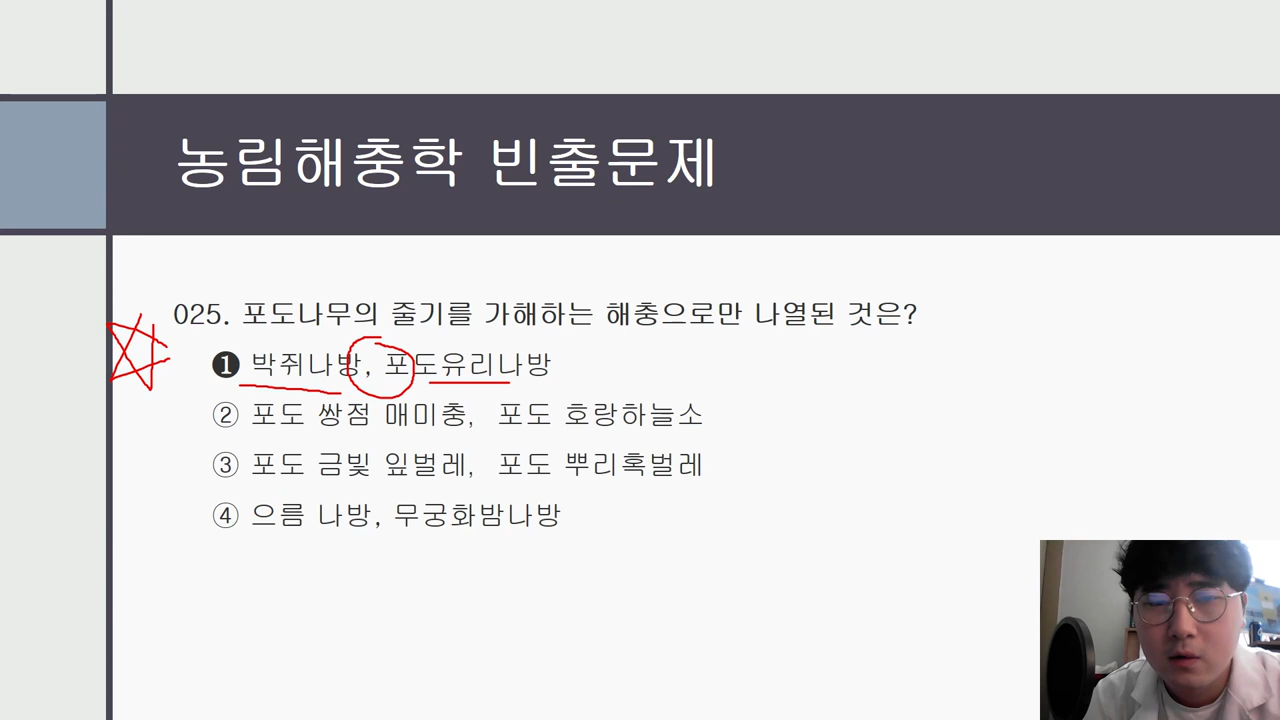 농림해충학 빈출문제
025. 포도나무의 줄기를 가해하는 해충으로만 나열된 것은?
❶ 박쥐나방, 포도유리나방
② 포도 쌍점 매미충, 포도 호랑하늘소
③ 포도 금빛 잎벌레, 포도 뿌리혹벌레
④ 으름 나방, 무궁화밤나방